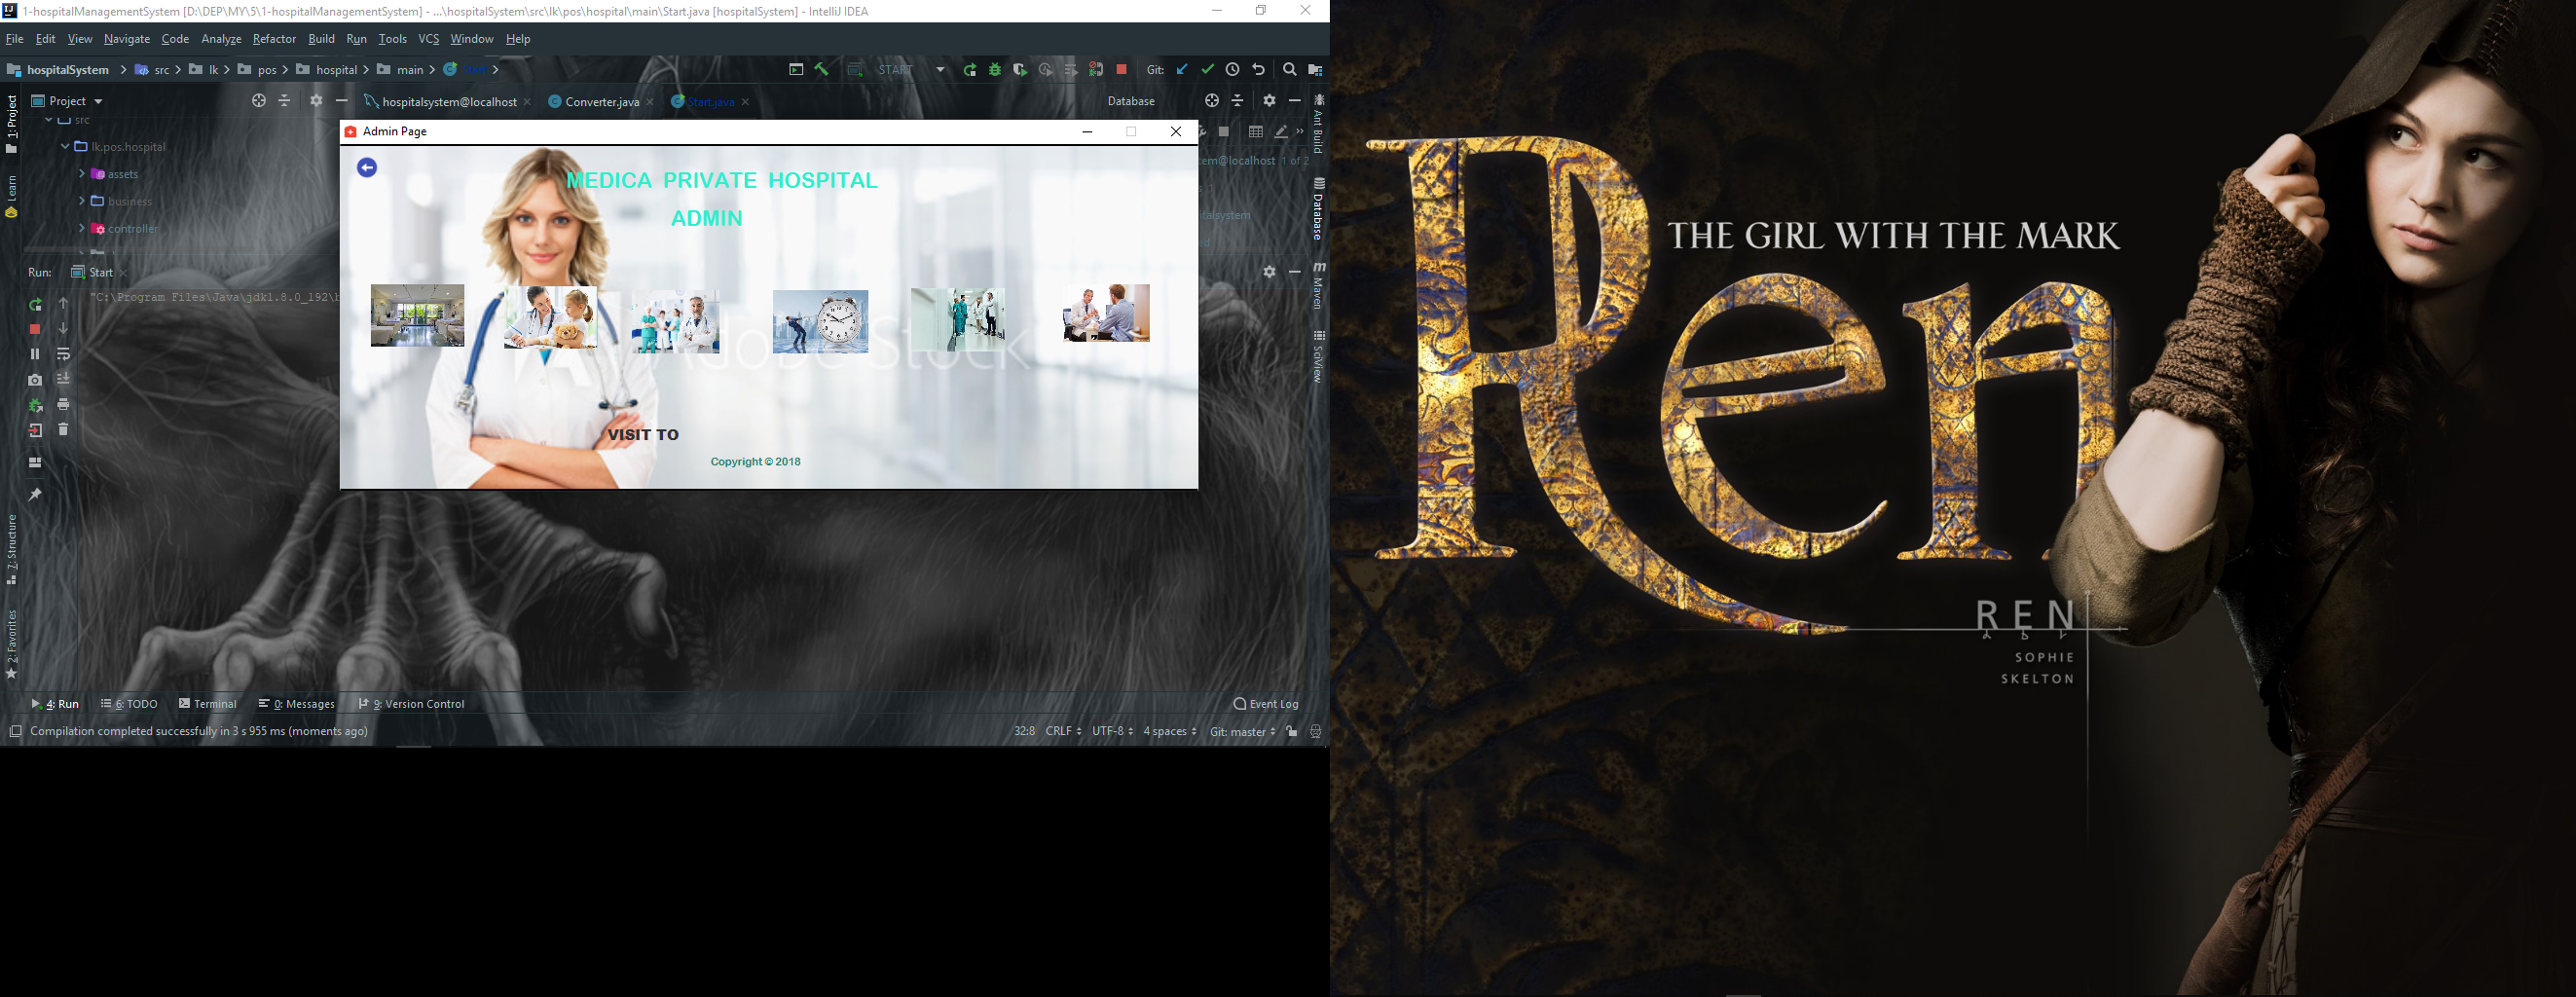 1-hospitalManagementSystem [D:\DEP\MY\5\1-hospitalManagementSystem] - ...\hospitalSystem\src\lk\pos\hospital\main\Start.java [hospitalSystem] - IntelliJ IDEA
File Edit View Navigate Code Analyze Refactor Build Run Tools VCS Window Help
hospitalSystem src lk pos hospital main Start START Git:
Project hospitalsystem@localhost Converter.java Start.java Database
1: Project
Learn
7: Structure
2: Favorites
src
lk.pos.hospital
assets
business
controller
Run: Start
"C:\Program Files\Java\jdk1.8.0_192\b
Admin Page
MEDICA PRIVATE HOSPITAL
ADMIN
Adobe Stock
VISIT TO
Copyright © 2018
tem@localhost 1 of 2
italsystem
Ant Build
Database
m Maven
SciView
4: Run 6: TODO Terminal 0: Messages 9: Version Control Event Log
Compilation completed successfully in 3 s 955 ms (moments ago) 32:8 CRLF UTF-8 4 spaces Git: master
THE GIRL WITH THE MARK
Ren
REN
SOPHIE
SKELTON